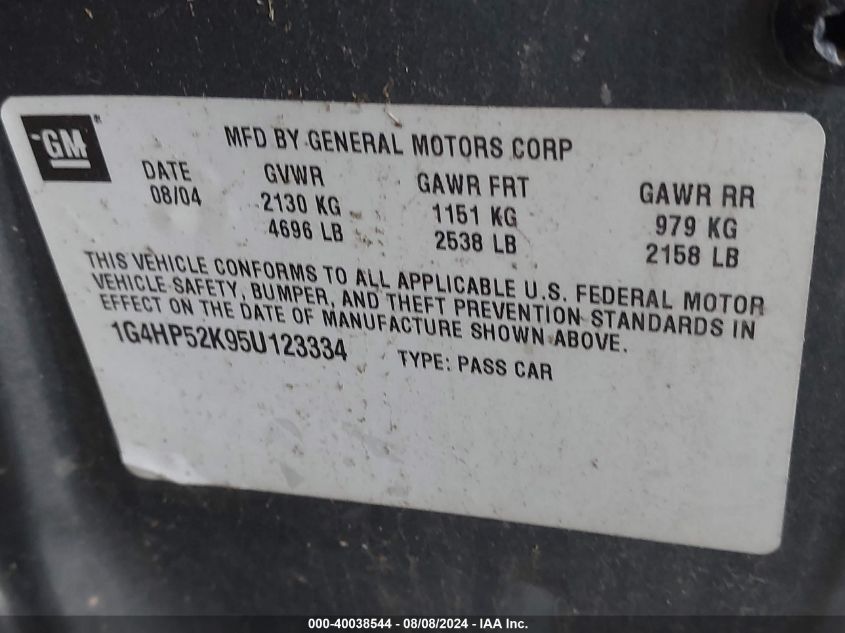 GM®
MFD BY GENERAL MOTORS CORP
DATE GVWR GAWR FRT GAWR RR
08/04 2130 KG 1151 KG 979 KG
4696 LB 2538 LB 2158 LB
THIS VEHICLE CONFORMS TO ALL APPLICABLE U.S. FEDERAL MOTOR
VEHICLE SAFETY, BUMPER, AND THEFT PREVENTION STANDARDS IN
EFFECT ON THE DATE OF MANUFACTURE SHOWN ABOVE.
1G4HP52K95U123334 TYPE: PASS CAR
000-40038544 - 08/08/2024 - IAA Inc.